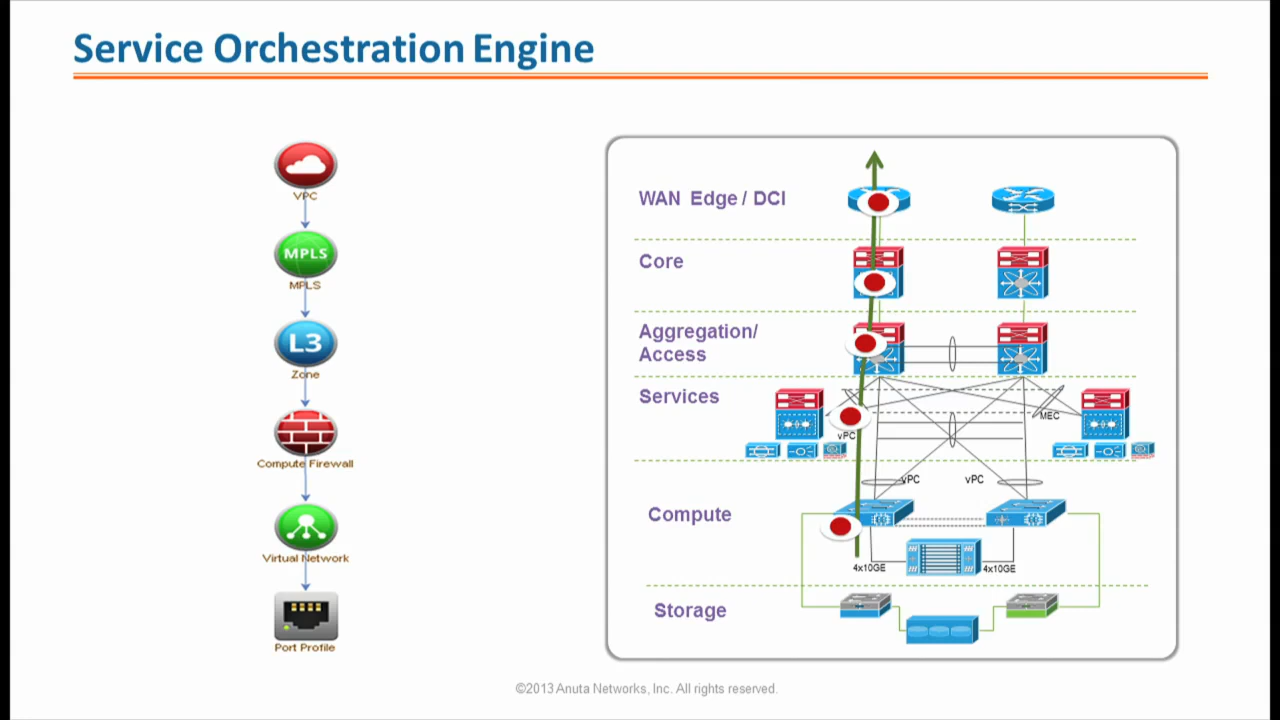 Service Orchestration Engine
VPC
MPLS
MPLS
L3
Zone
Compute Firewall
Virtual Network
Port Profile
WAN Edge / DCI
Core
Aggregation/
Access
Services
MEC
vPC
vPC
vPC
Compute
4x10GE
4x10GE
Storage
©2013 Anuta Networks, Inc. All rights reserved.